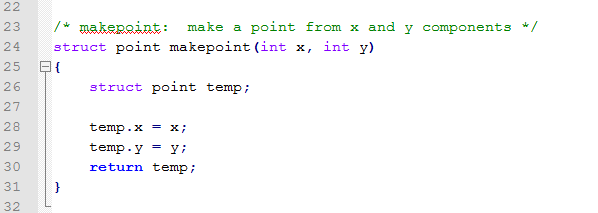 22
23 /* makepoint:  make a point from x and y components */
24 struct point makepoint(int x, int y)
25 {
26     struct point temp;
27
28     temp.x = x;
29     temp.y = y;
30     return temp;
31 }
32